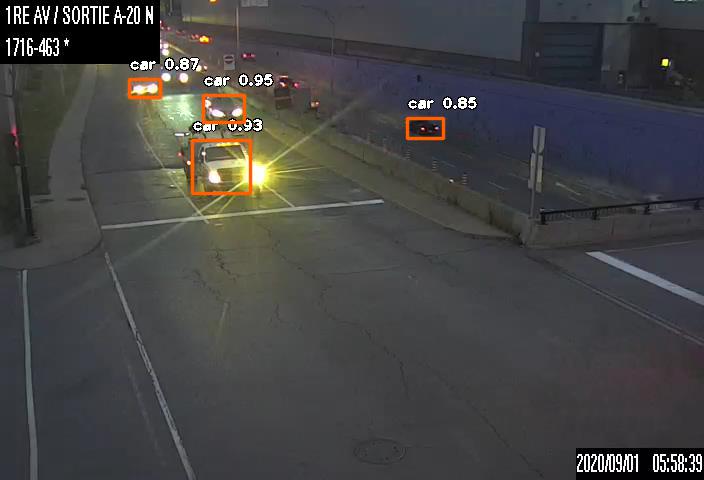 1RE AV / SORTIE A-20 N
1716-463 *
car 0.87
car 0.95
car 0.93
car 0.85
2020/09/01 05:58:39